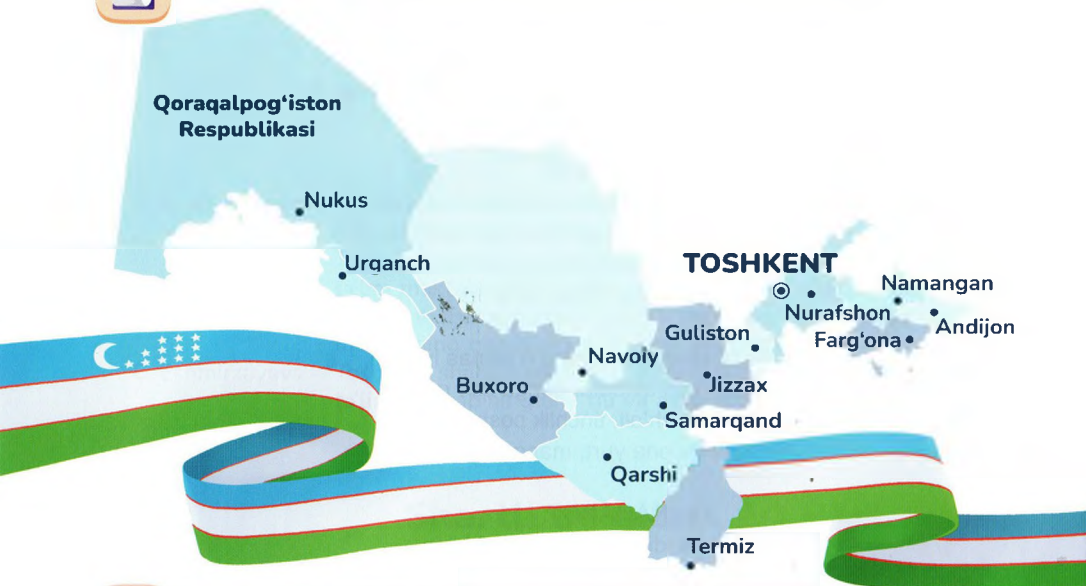 Qoraqalpog‘iston
Respublikasi
Nukus
Urganch
TOSHKENT
Namangan
Nurafshon
Andijon
Guliston
Farg‘ona
Navoiy
Jizzax
Buxoro
Samarqand
Qarshi
Termiz